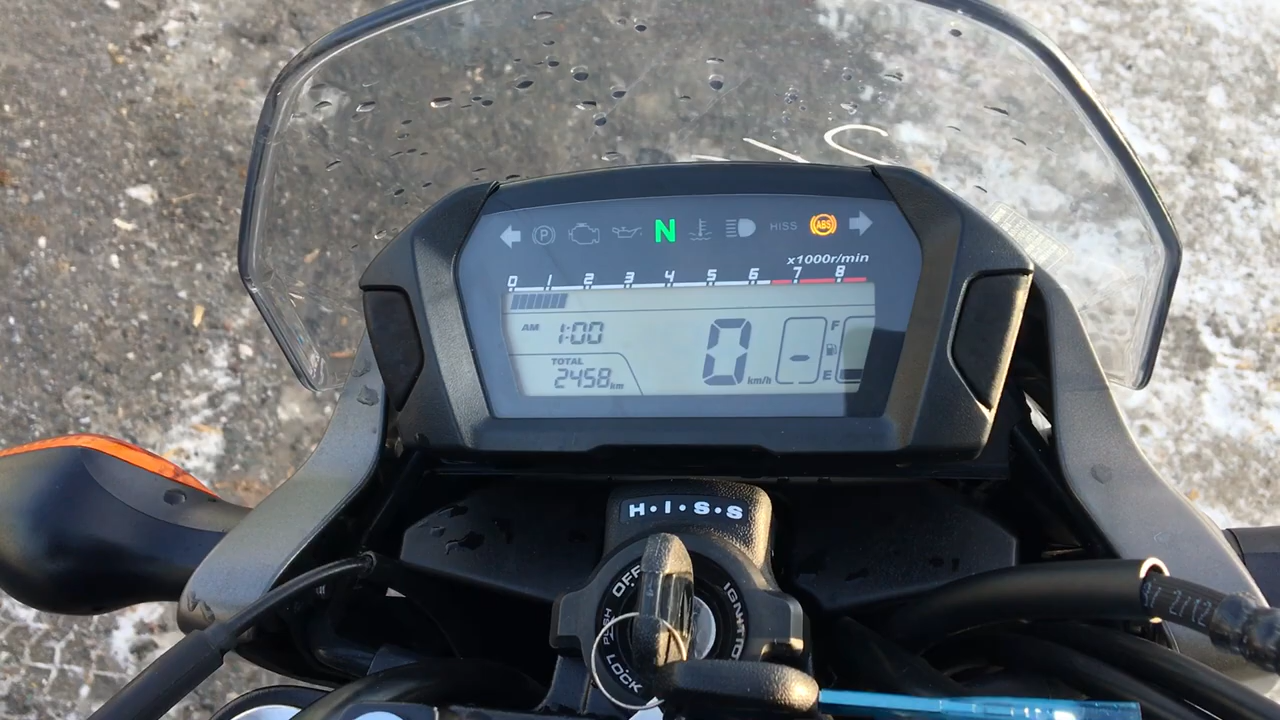 P N HISS ABS
x1000r/min
0 1 2 3 4 5 6 7 8
AM 1:00
TOTAL
2458 km
0 km/h
-
F
E
H·I·S·S
OFF
IGNITION
PUSH
LOCK